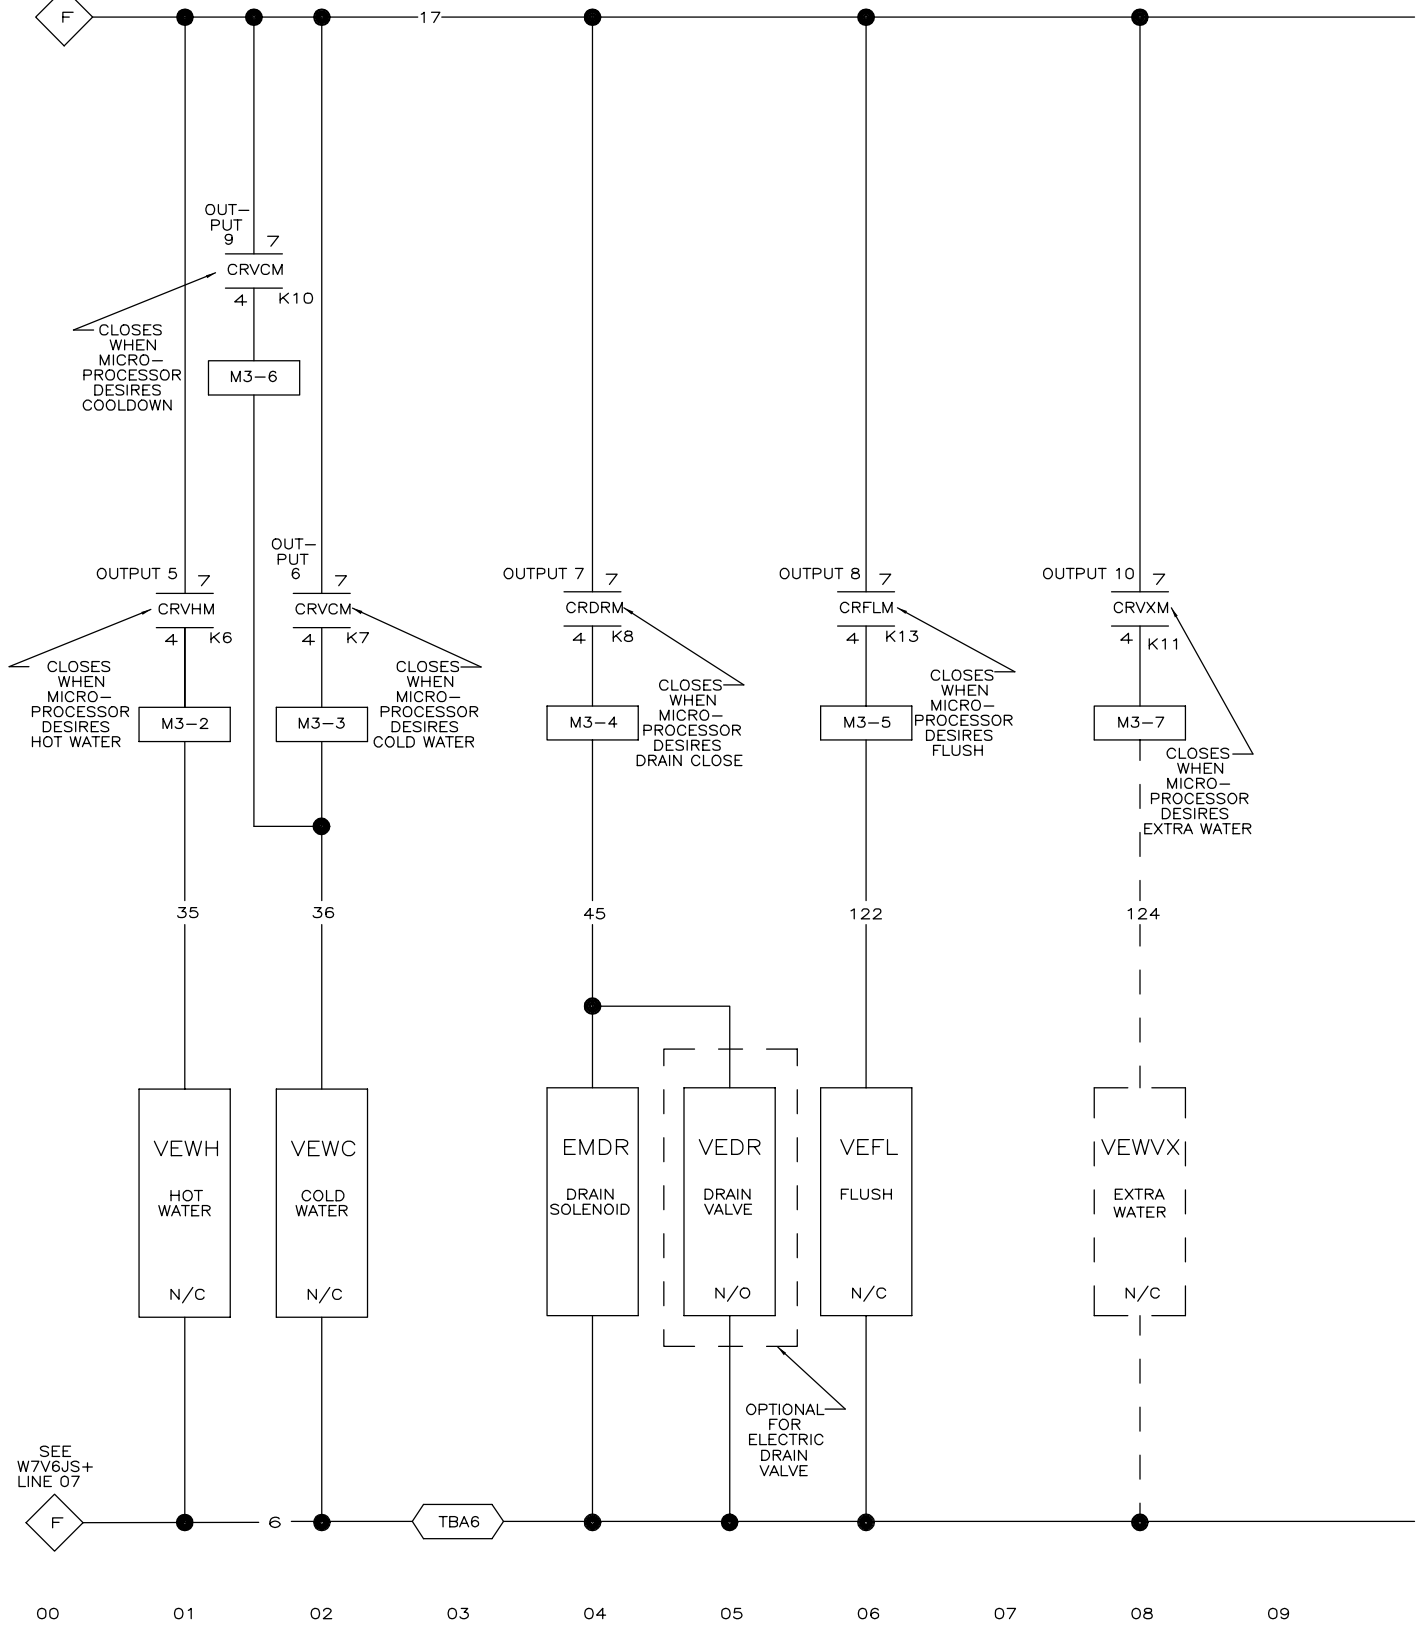 F
17
OUT-
PUT
9 7
CRVCM
4 K10
CLOSES
WHEN
MICRO-
PROCESSOR
DESIRES
COOLDOWN
M3-6
OUTPUT 5 7
CRVHM
4 K6
CLOSES
WHEN
MICRO-
PROCESSOR
DESIRES
HOT WATER
M3-2
OUT-
PUT
6 7
CRVCM
4 K7
CLOSES
WHEN
MICRO-
PROCESSOR
DESIRES
COLD WATER
M3-3
OUTPUT 7 7
CRDRM
4 K8
CLOSES
WHEN
MICRO-
PROCESSOR
DESIRES
DRAIN CLOSE
M3-4
OUTPUT 8 7
CRFLM
4 K13
CLOSES
WHEN
MICRO-
PROCESSOR
DESIRES
FLUSH
M3-5
OUTPUT 10 7
CRVXM
4 K11
CLOSES
WHEN
MICRO-
PROCESSOR
DESIRES
EXTRA WATER
M3-7
35
36
45
122
124
VEWH
HOT
WATER
N/C
VEWC
COLD
WATER
N/C
EMDR
DRAIN
SOLENOID
VEDR
DRAIN
VALVE
N/O
VEFL
FLUSH
N/C
VEWVX
EXTRA
WATER
N/C
OPTIONAL
FOR
ELECTRIC
DRAIN
VALVE
SEE
W7V6JS+
LINE 07
F
6
TBA6
00 01 02 03 04 05 06 07 08 09